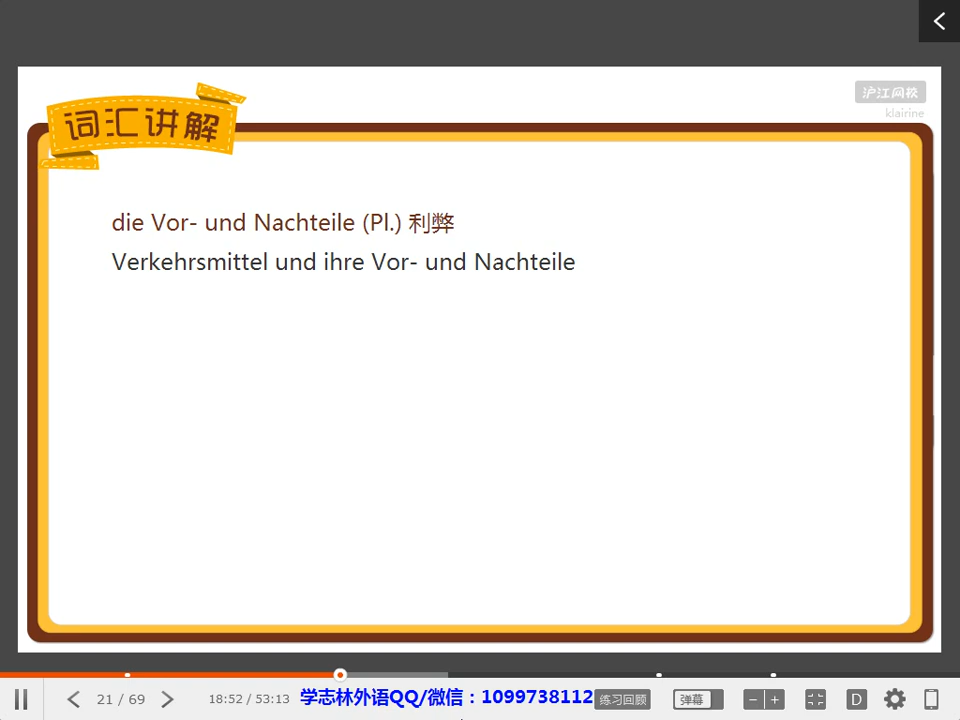 沪江网校
klairine
词汇讲解
die Vor- und Nachteile (Pl.) 利弊
Verkehrsmittel und ihre Vor- und Nachteile
21 / 69
18:52 / 53:13
学志林外语QQ/微信：1099738112
练习回顾
弹幕
D